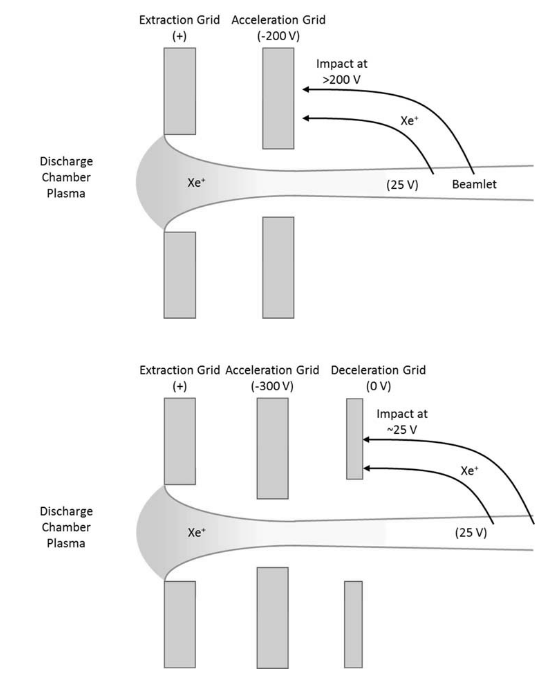 Extraction Grid Acceleration Grid
(+) (-200 V)
Impact at
>200 V
Xe⁺
Discharge
Chamber
Plasma
Xe⁺
(25 V) Beamlet
Extraction Grid Acceleration Grid Deceleration Grid
(+) (-300 V) (0 V)
Impact at
~25 V
Xe⁺
Discharge
Chamber
Plasma
Xe⁺
(25 V)